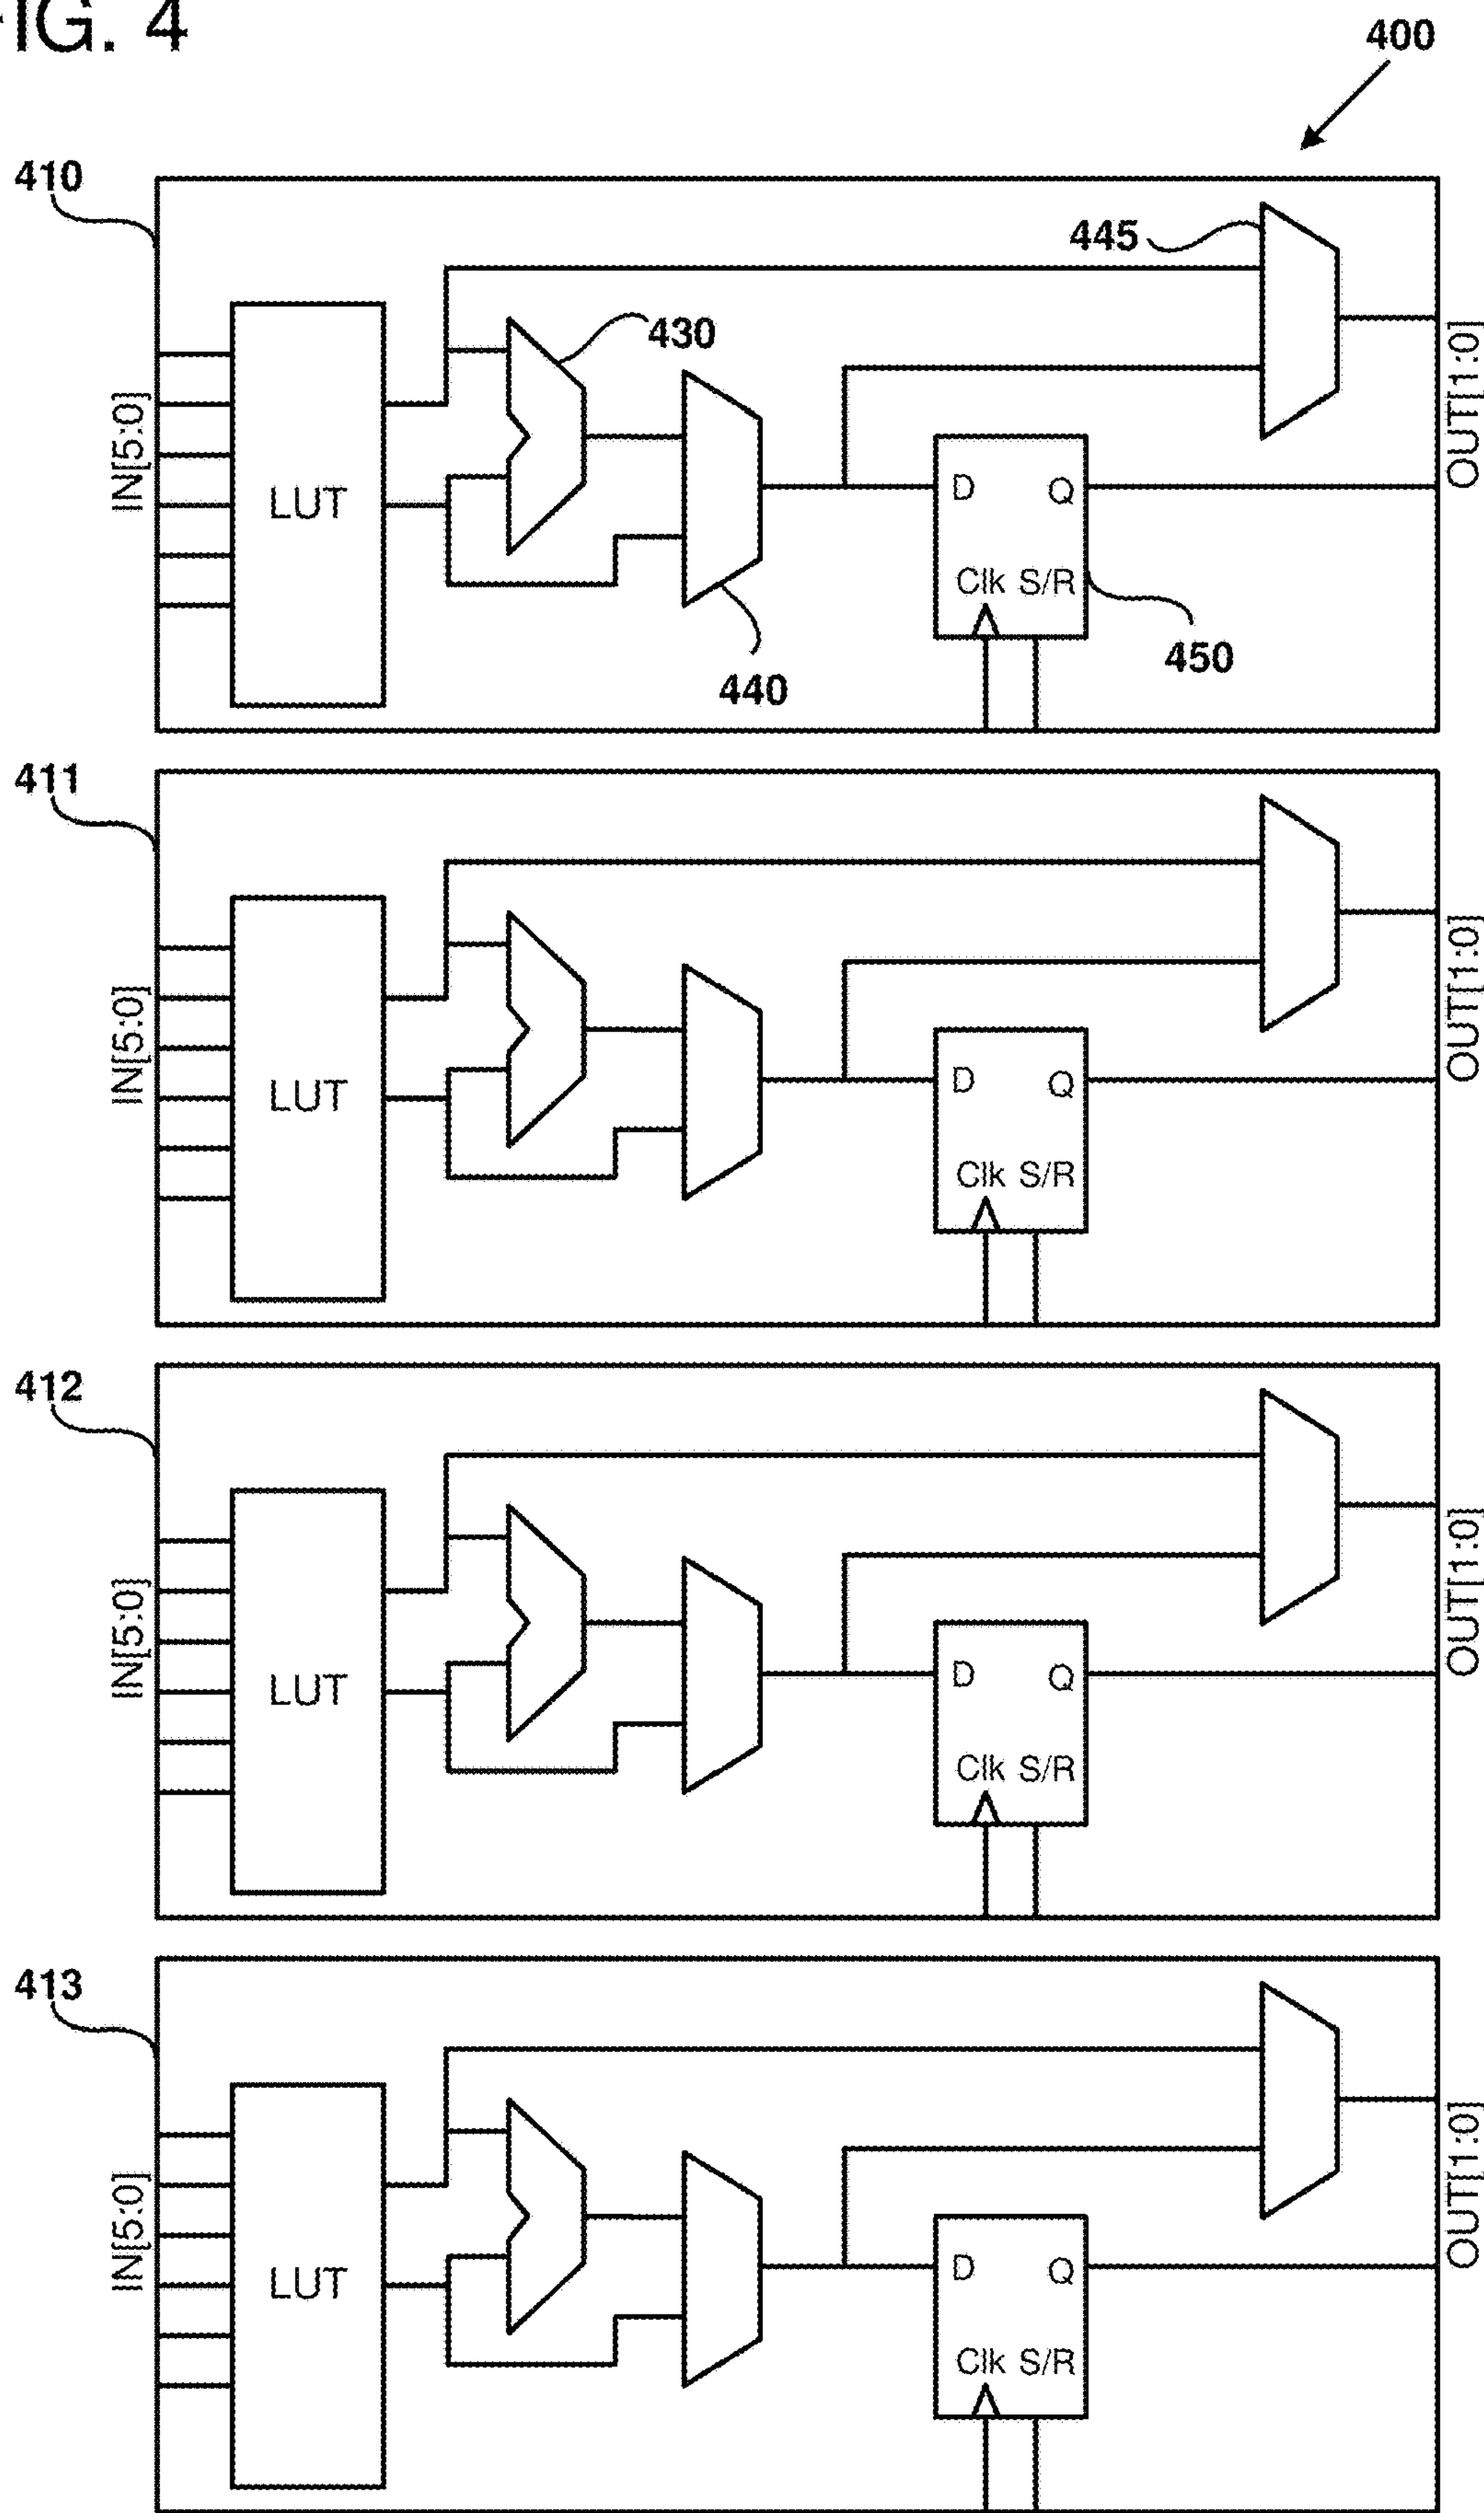 FIG. 4
400
410
445
430
IN[5:0]
LUT
D Q
Clk S/R
OUT[1:0]
440
450
411
IN[5:0]
LUT
D Q
Clk S/R
OUT[1:0]
412
IN[5:0]
LUT
D Q
Clk S/R
OUT[1:0]
413
IN[5:0]
LUT
D Q
Clk S/R
OUT[1:0]